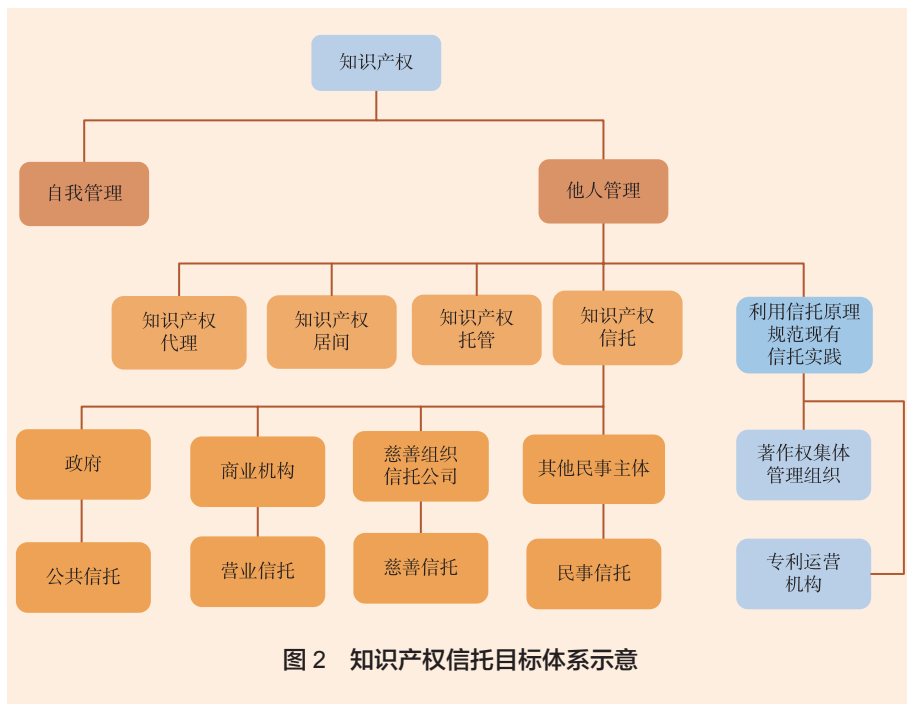 知识产权
自我管理
他人管理
知识产权
代理
知识产权
居间
知识产权
托管
知识产权
信托
利用信托原理
规范现有
信托实践
政府
商业机构
慈善组织
信托公司
其他民事主体
著作权集体
管理组织
公共信托
营业信托
慈善信托
民事信托
专利运营
机构
图 2　知识产权信托目标体系示意